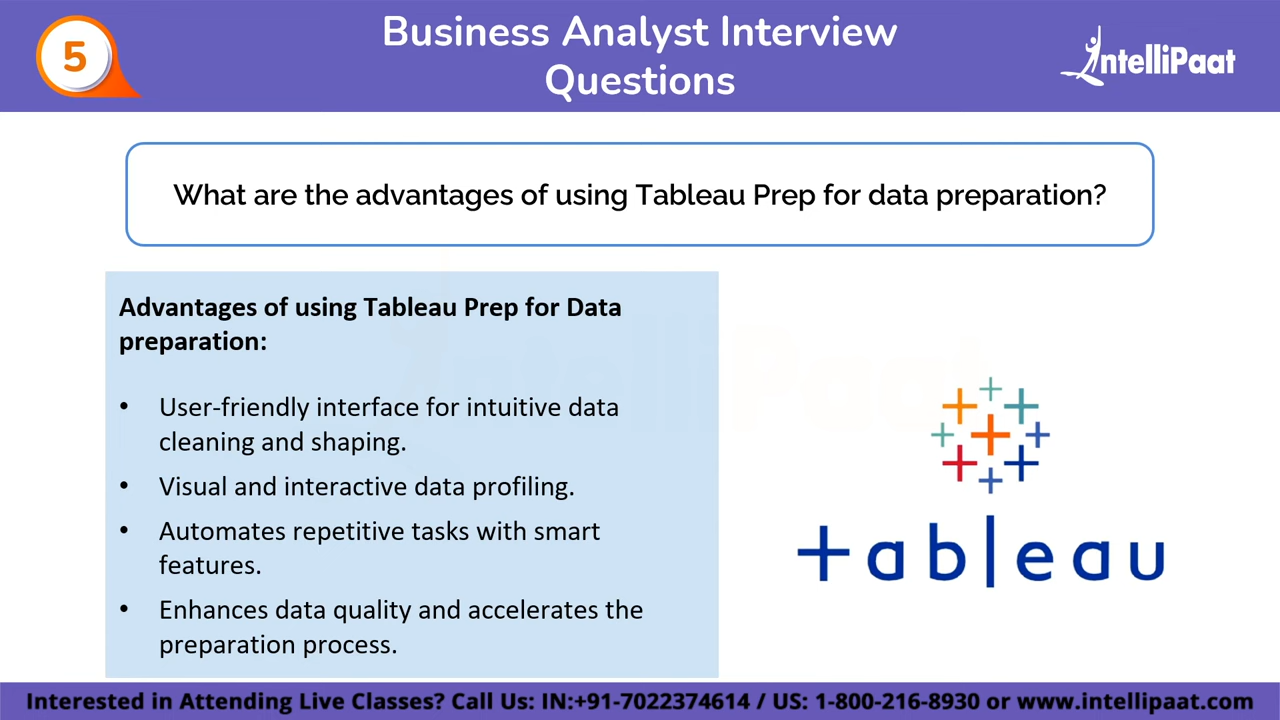 5
Business Analyst Interview
Questions
IntelliPaat
What are the advantages of using Tableau Prep for data preparation?
Advantages of using Tableau Prep for Data
preparation:
• User-friendly interface for intuitive data
cleaning and shaping.
• Visual and interactive data profiling.
• Automates repetitive tasks with smart
features.
• Enhances data quality and accelerates the
preparation process.
IntelliPaat
+ableau
Interested in Attending Live Classes? Call Us: IN:+91-7022374614 / US: 1-800-216-8930 or www.intellipaat.com